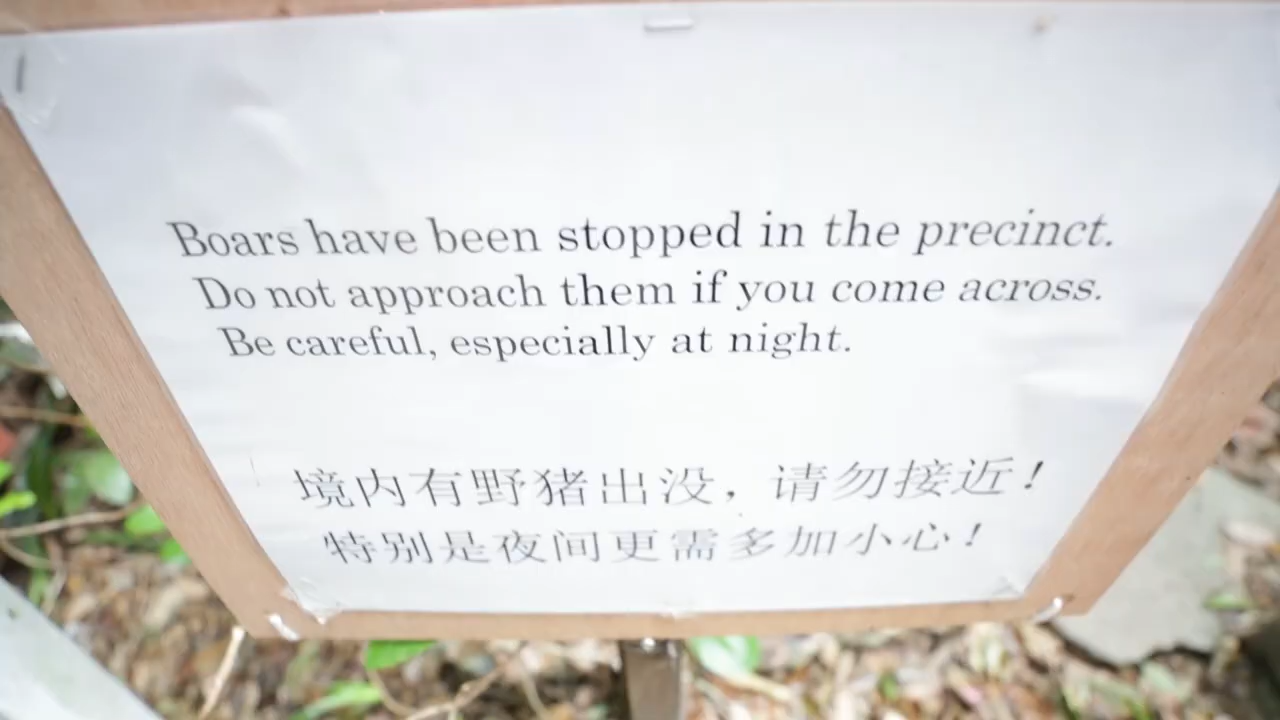 Boars have been stopped in the precinct.
Do not approach them if you come across.
Be careful, especially at night.
境内有野猪出没，请勿接近！
特别是夜间更需多加小心！